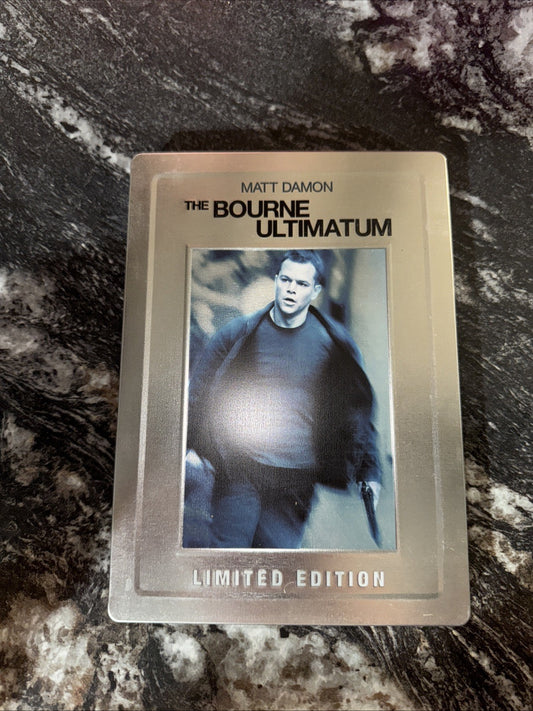 MATT DAMON
THE BOURNE
ULTIMATUM
LIMITED EDITION